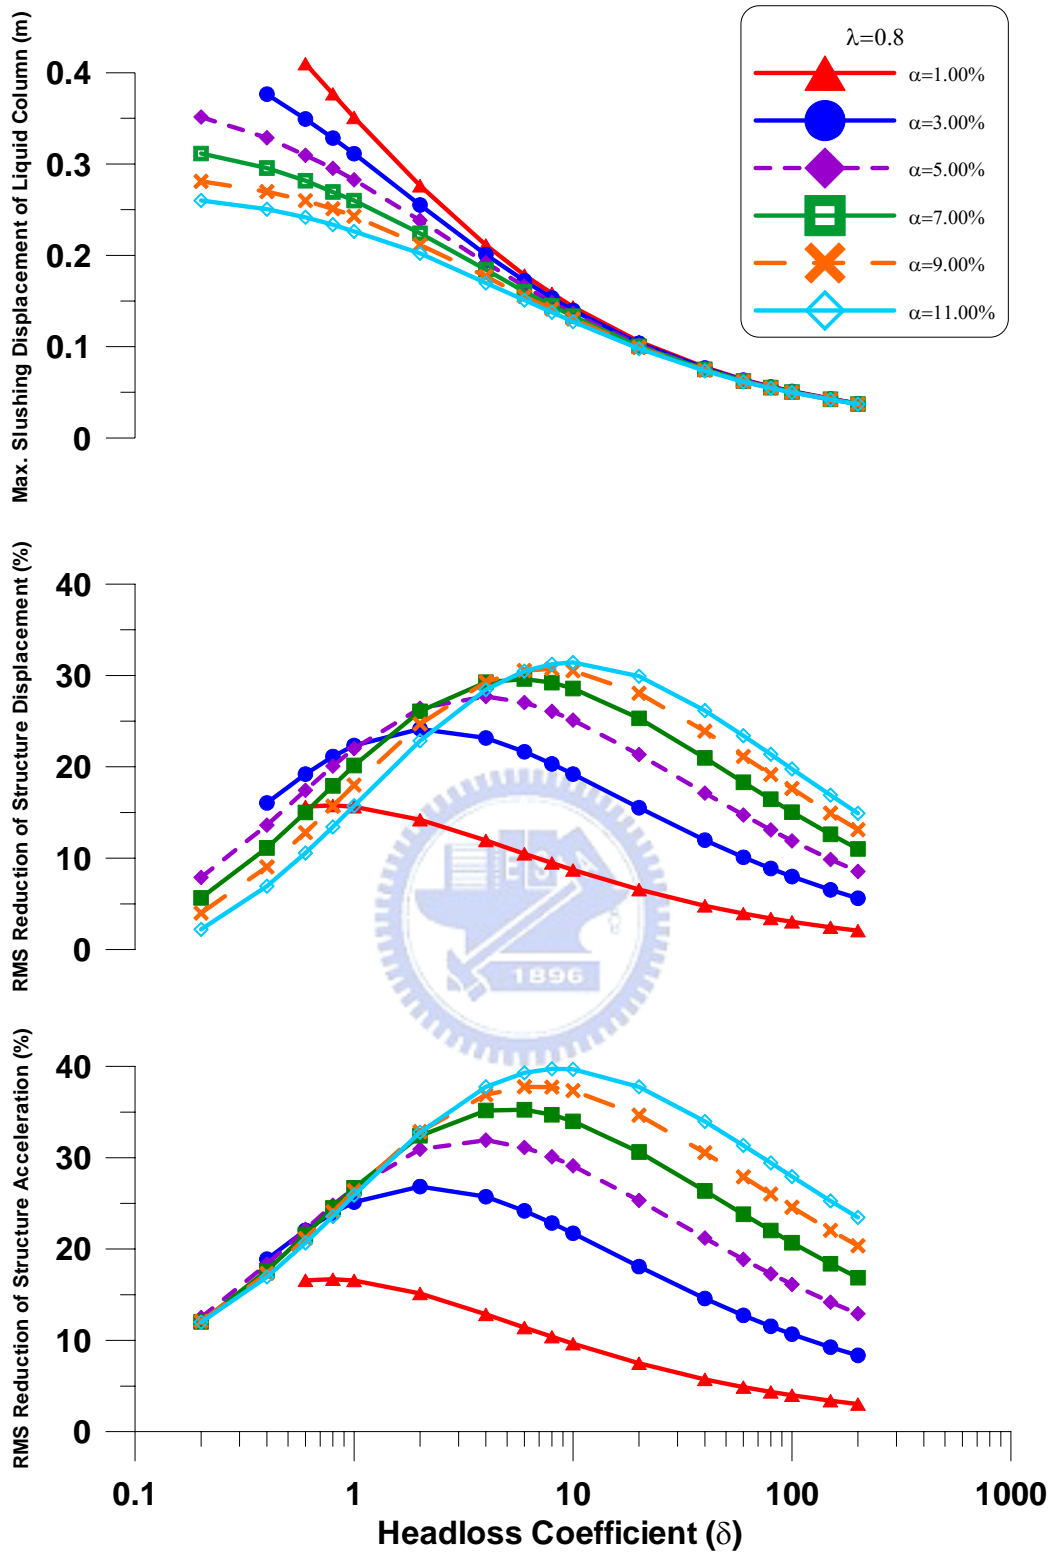 λ=0.8
α=1.00%
α=3.00%
α=5.00%
α=7.00%
α=9.00%
α=11.00%
Max. Slushing Displacement of Liquid Column (m)
0.4
0.3
0.2
0.1
0
RMS Reduction of Structure Displacement (%)
40
30
20
10
0
1896
RMS Reduction of Structure Acceleration (%)
40
30
20
10
0
0.1 1 10 100 1000
Headloss Coefficient (δ)